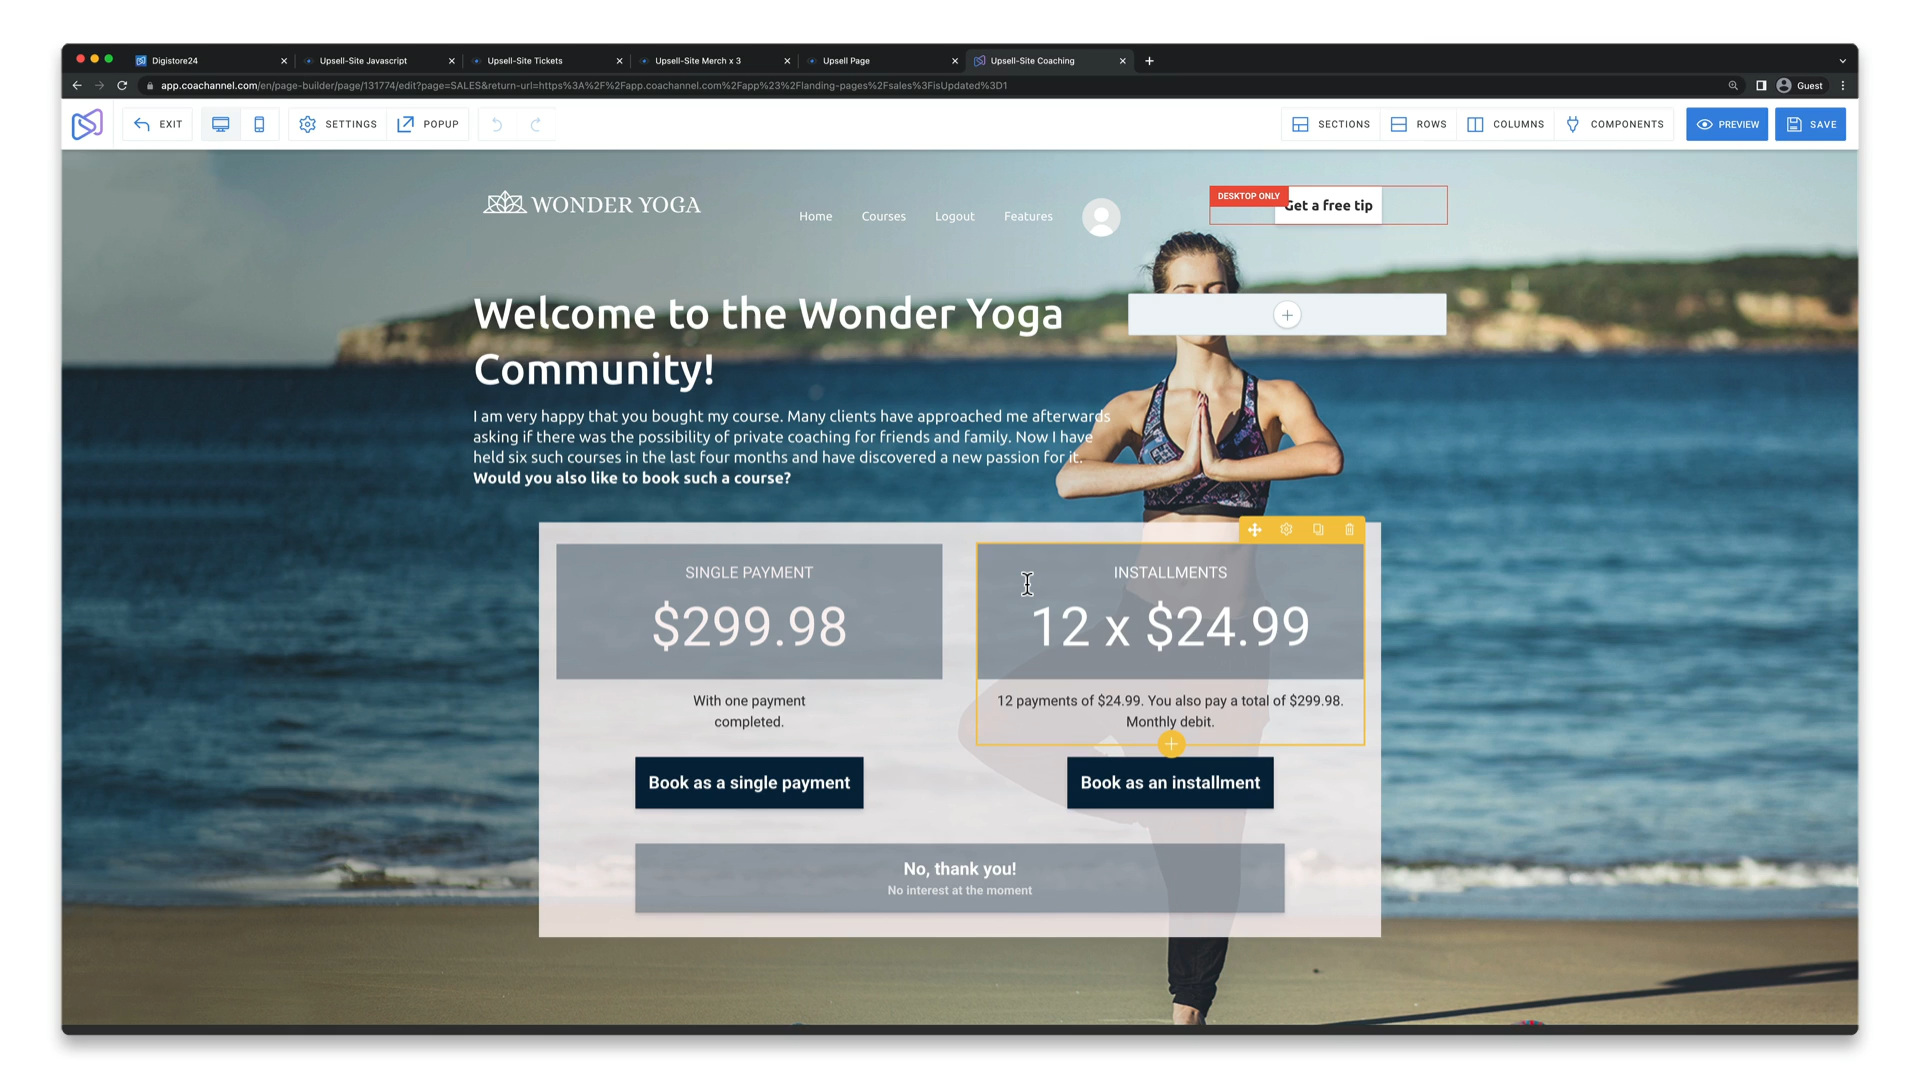 Digistore24
Upsell-Site Javascript
Upsell-Site Tickets
Upsell-Site Merch x 3
Upsell Page
Upsell-Site Coaching
app.coachannel.com/en/page-builder/page/131774/edit?page=SALES&return-url=https%3A%2F%2Fapp.coachannel.com%2Fapp%23%2Flanding-pages%2Fsales%3FisUpdated%3D1
Guest
EXIT
SETTINGS
POPUP
SECTIONS
ROWS
COLUMNS
COMPONENTS
PREVIEW
SAVE
WONDER YOGA
Home
Courses
Logout
Features
DESKTOP ONLY
Get a free tip
Welcome to the Wonder Yoga
Community!
I am very happy that you bought my course. Many clients have approached me afterwards
asking if there was the possibility of private coaching for friends and family. Now I have
held six such courses in the last four months and have discovered a new passion for it.
Would you also like to book such a course?
SINGLE PAYMENT
$299.98
With one payment
completed.
Book as a single payment
INSTALLMENTS
12 x $24.99
12 payments of $24.99. You also pay a total of $299.98.
Monthly debit.
Book as an installment
No, thank you!
No interest at the moment